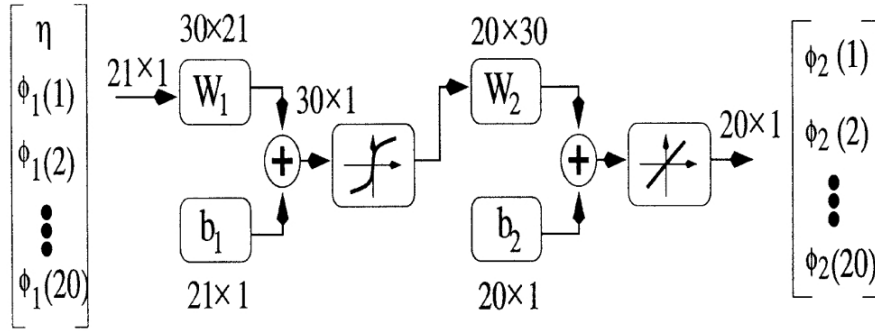 η
ϕ₁(1)
ϕ₁(2)
ϕ₁(20)
21×1
30×21
W₁
b₁
21×1
+
30×1
20×30
W₂
b₂
20×1
+
20×1
ϕ₂(1)
ϕ₂(2)
ϕ₂(20)